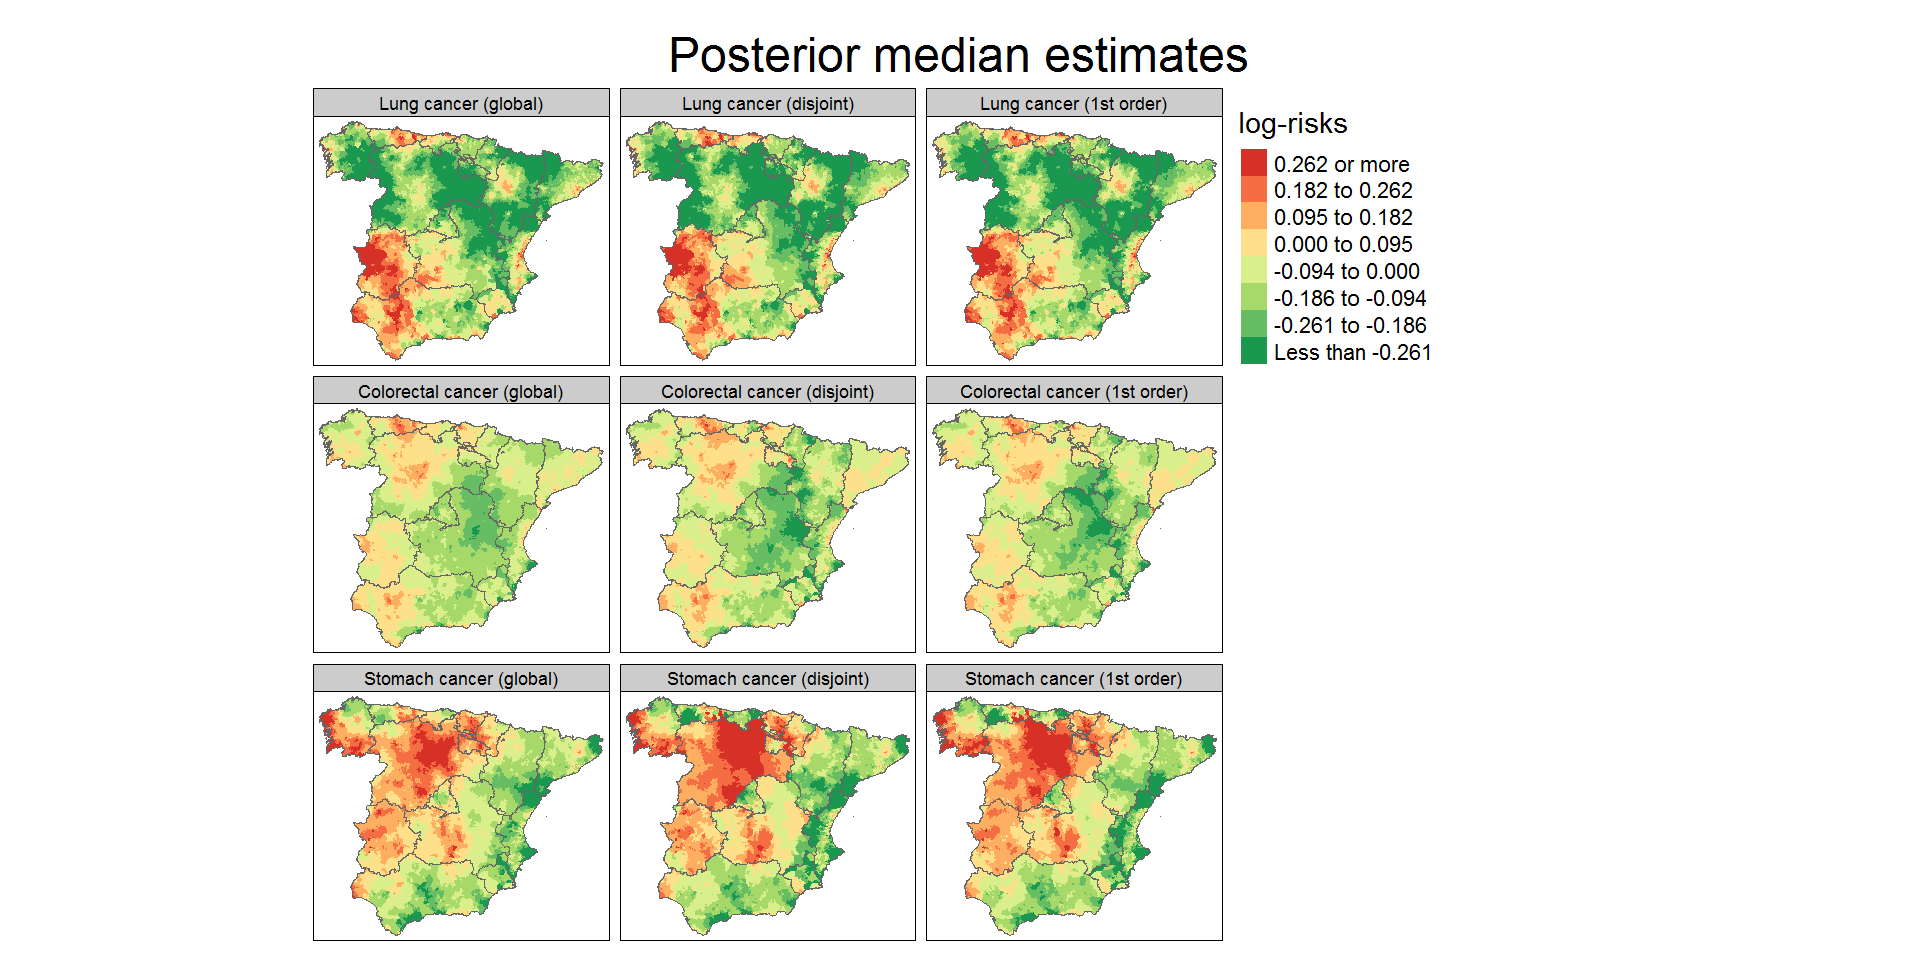 Posterior median estimates
Lung cancer (global)
Lung cancer (disjoint)
Lung cancer (1st order)
log-risks
0.262 or more
0.182 to 0.262
0.095 to 0.182
0.000 to 0.095
-0.094 to 0.000
-0.186 to -0.094
-0.261 to -0.186
Less than -0.261
Colorectal cancer (global)
Colorectal cancer (disjoint)
Colorectal cancer (1st order)
Stomach cancer (global)
Stomach cancer (disjoint)
Stomach cancer (1st order)